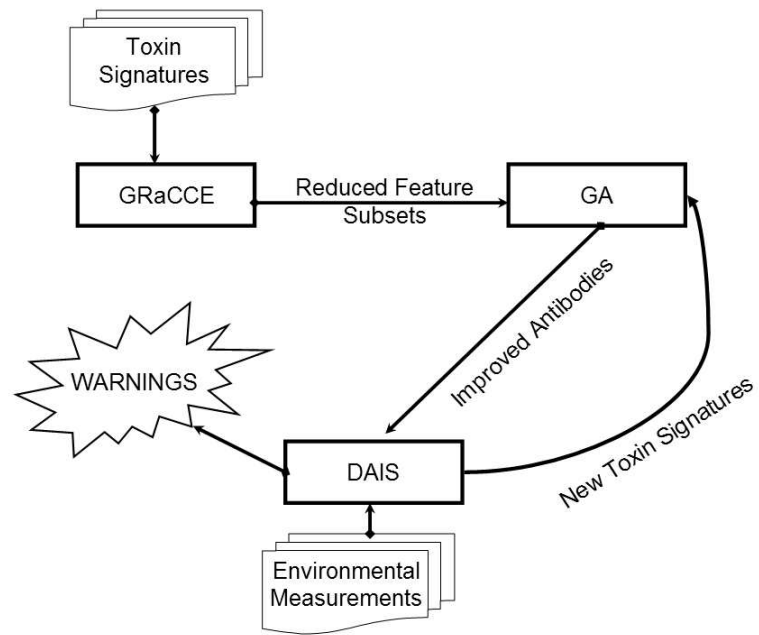 Toxin
Signatures
GRaCCE
Reduced Feature
Subsets
GA
Improved Antibodies
WARNINGS
DAIS
New Toxin Signatures
Environmental
Measurements